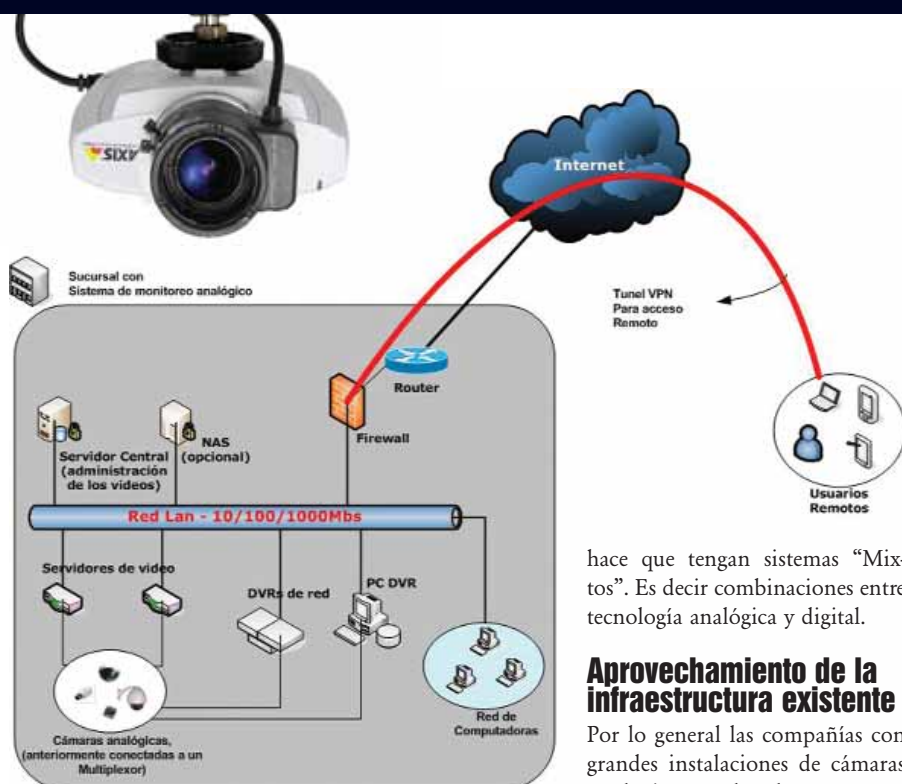 AXIS
Internet
Sucursal con
Sistema de monitoreo analógico
Tunel VPN
Para acceso
Remoto
Router
Firewall
Servidor Central
(administración
de los videos)
NAS
(opcional)
Red Lan - 10/100/1000Mbs
Usuarios
Remotos
Servidores de video
DVRs de red
PC DVR
Cámaras analógicas,
(anteriormente conectadas a un
Multiplexor)
Red de
Computadoras
hace que tengan sistemas “Mix-
tos”. Es decir combinaciones entre
tecnología analógica y digital.
Aprovechamiento de la
infraestructura existente
Por lo general las compañías con
grandes instalaciones de cámaras